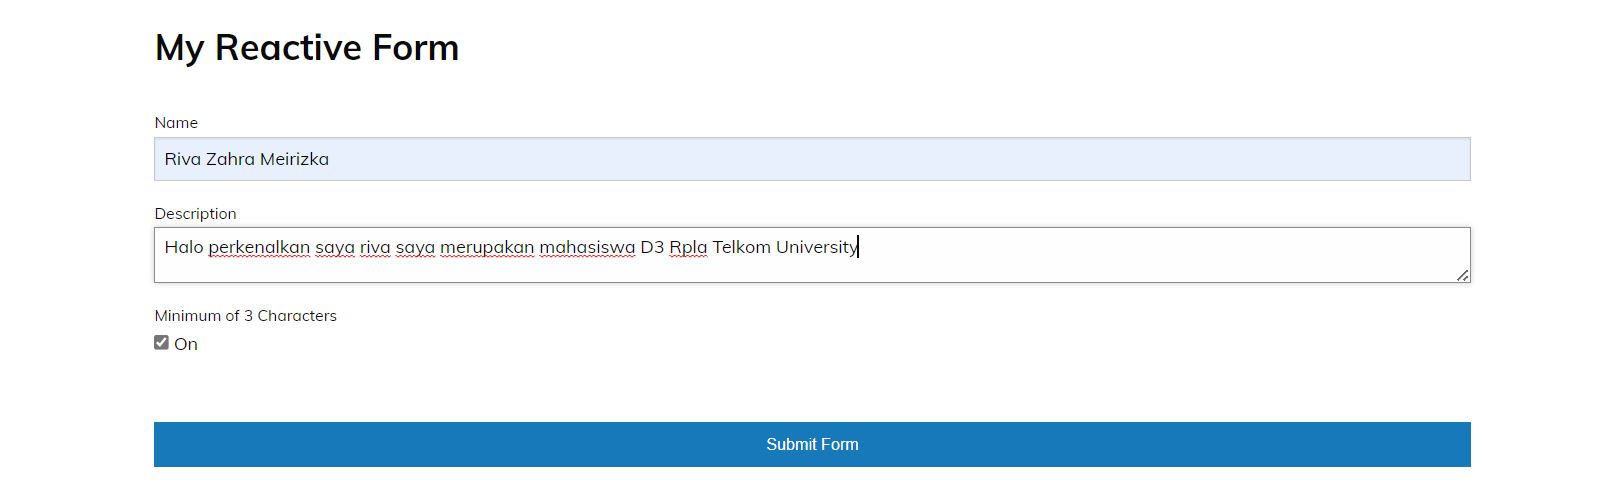 My Reactive Form
Name
Riva Zahra Meirizka
Description
Halo perkenalkan saya riva saya merupakan mahasiswa D3 Rpla Telkom University
Minimum of 3 Characters
On
Submit Form